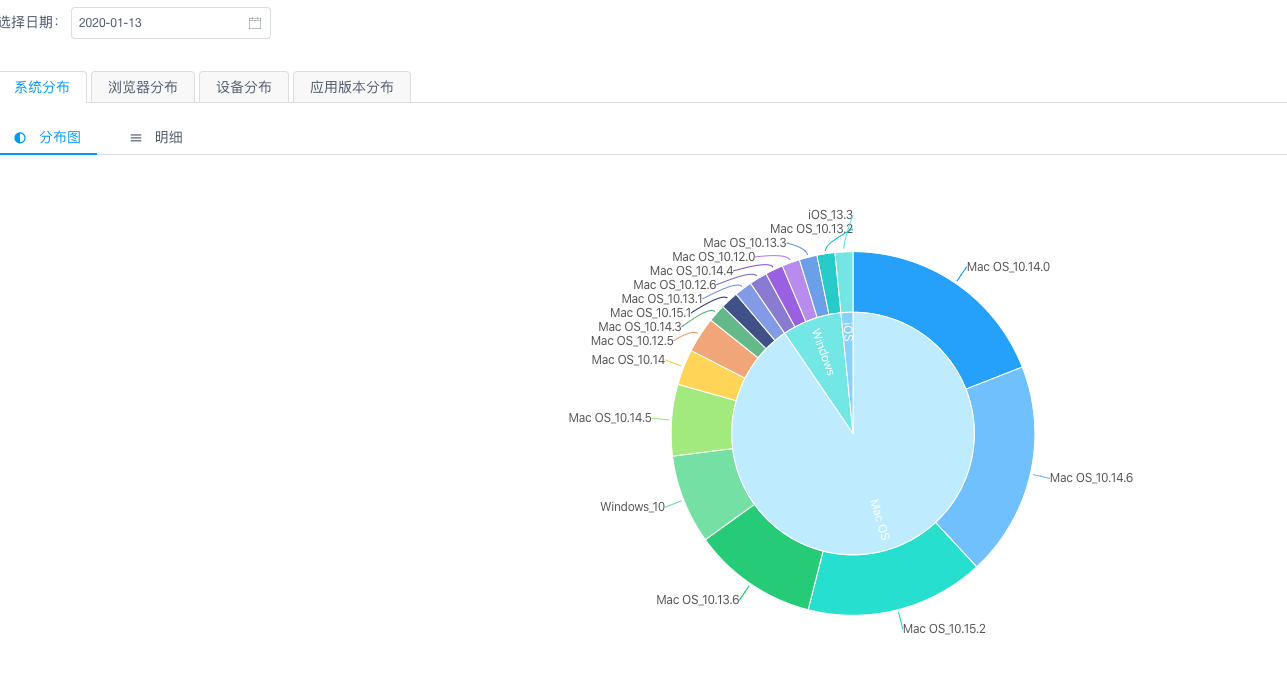 选择日期：
2020-01-13
系统分布
浏览器分布
设备分布
应用版本分布
分布图
明细
iOS_13.3
Mac OS_10.13.2
Mac OS_10.13.3
Mac OS_10.12.0
Mac OS_10.14.4
Mac OS_10.12.6
Mac OS_10.13.1
Mac OS_10.15.1
Mac OS_10.14.3
Mac OS_10.12.5
Mac OS_10.14
Mac OS_10.14.5
Windows_10
Mac OS_10.13.6
Mac OS_10.15.2
Mac OS_10.14.6
Mac OS_10.14.0
Windows
iOS
Mac OS